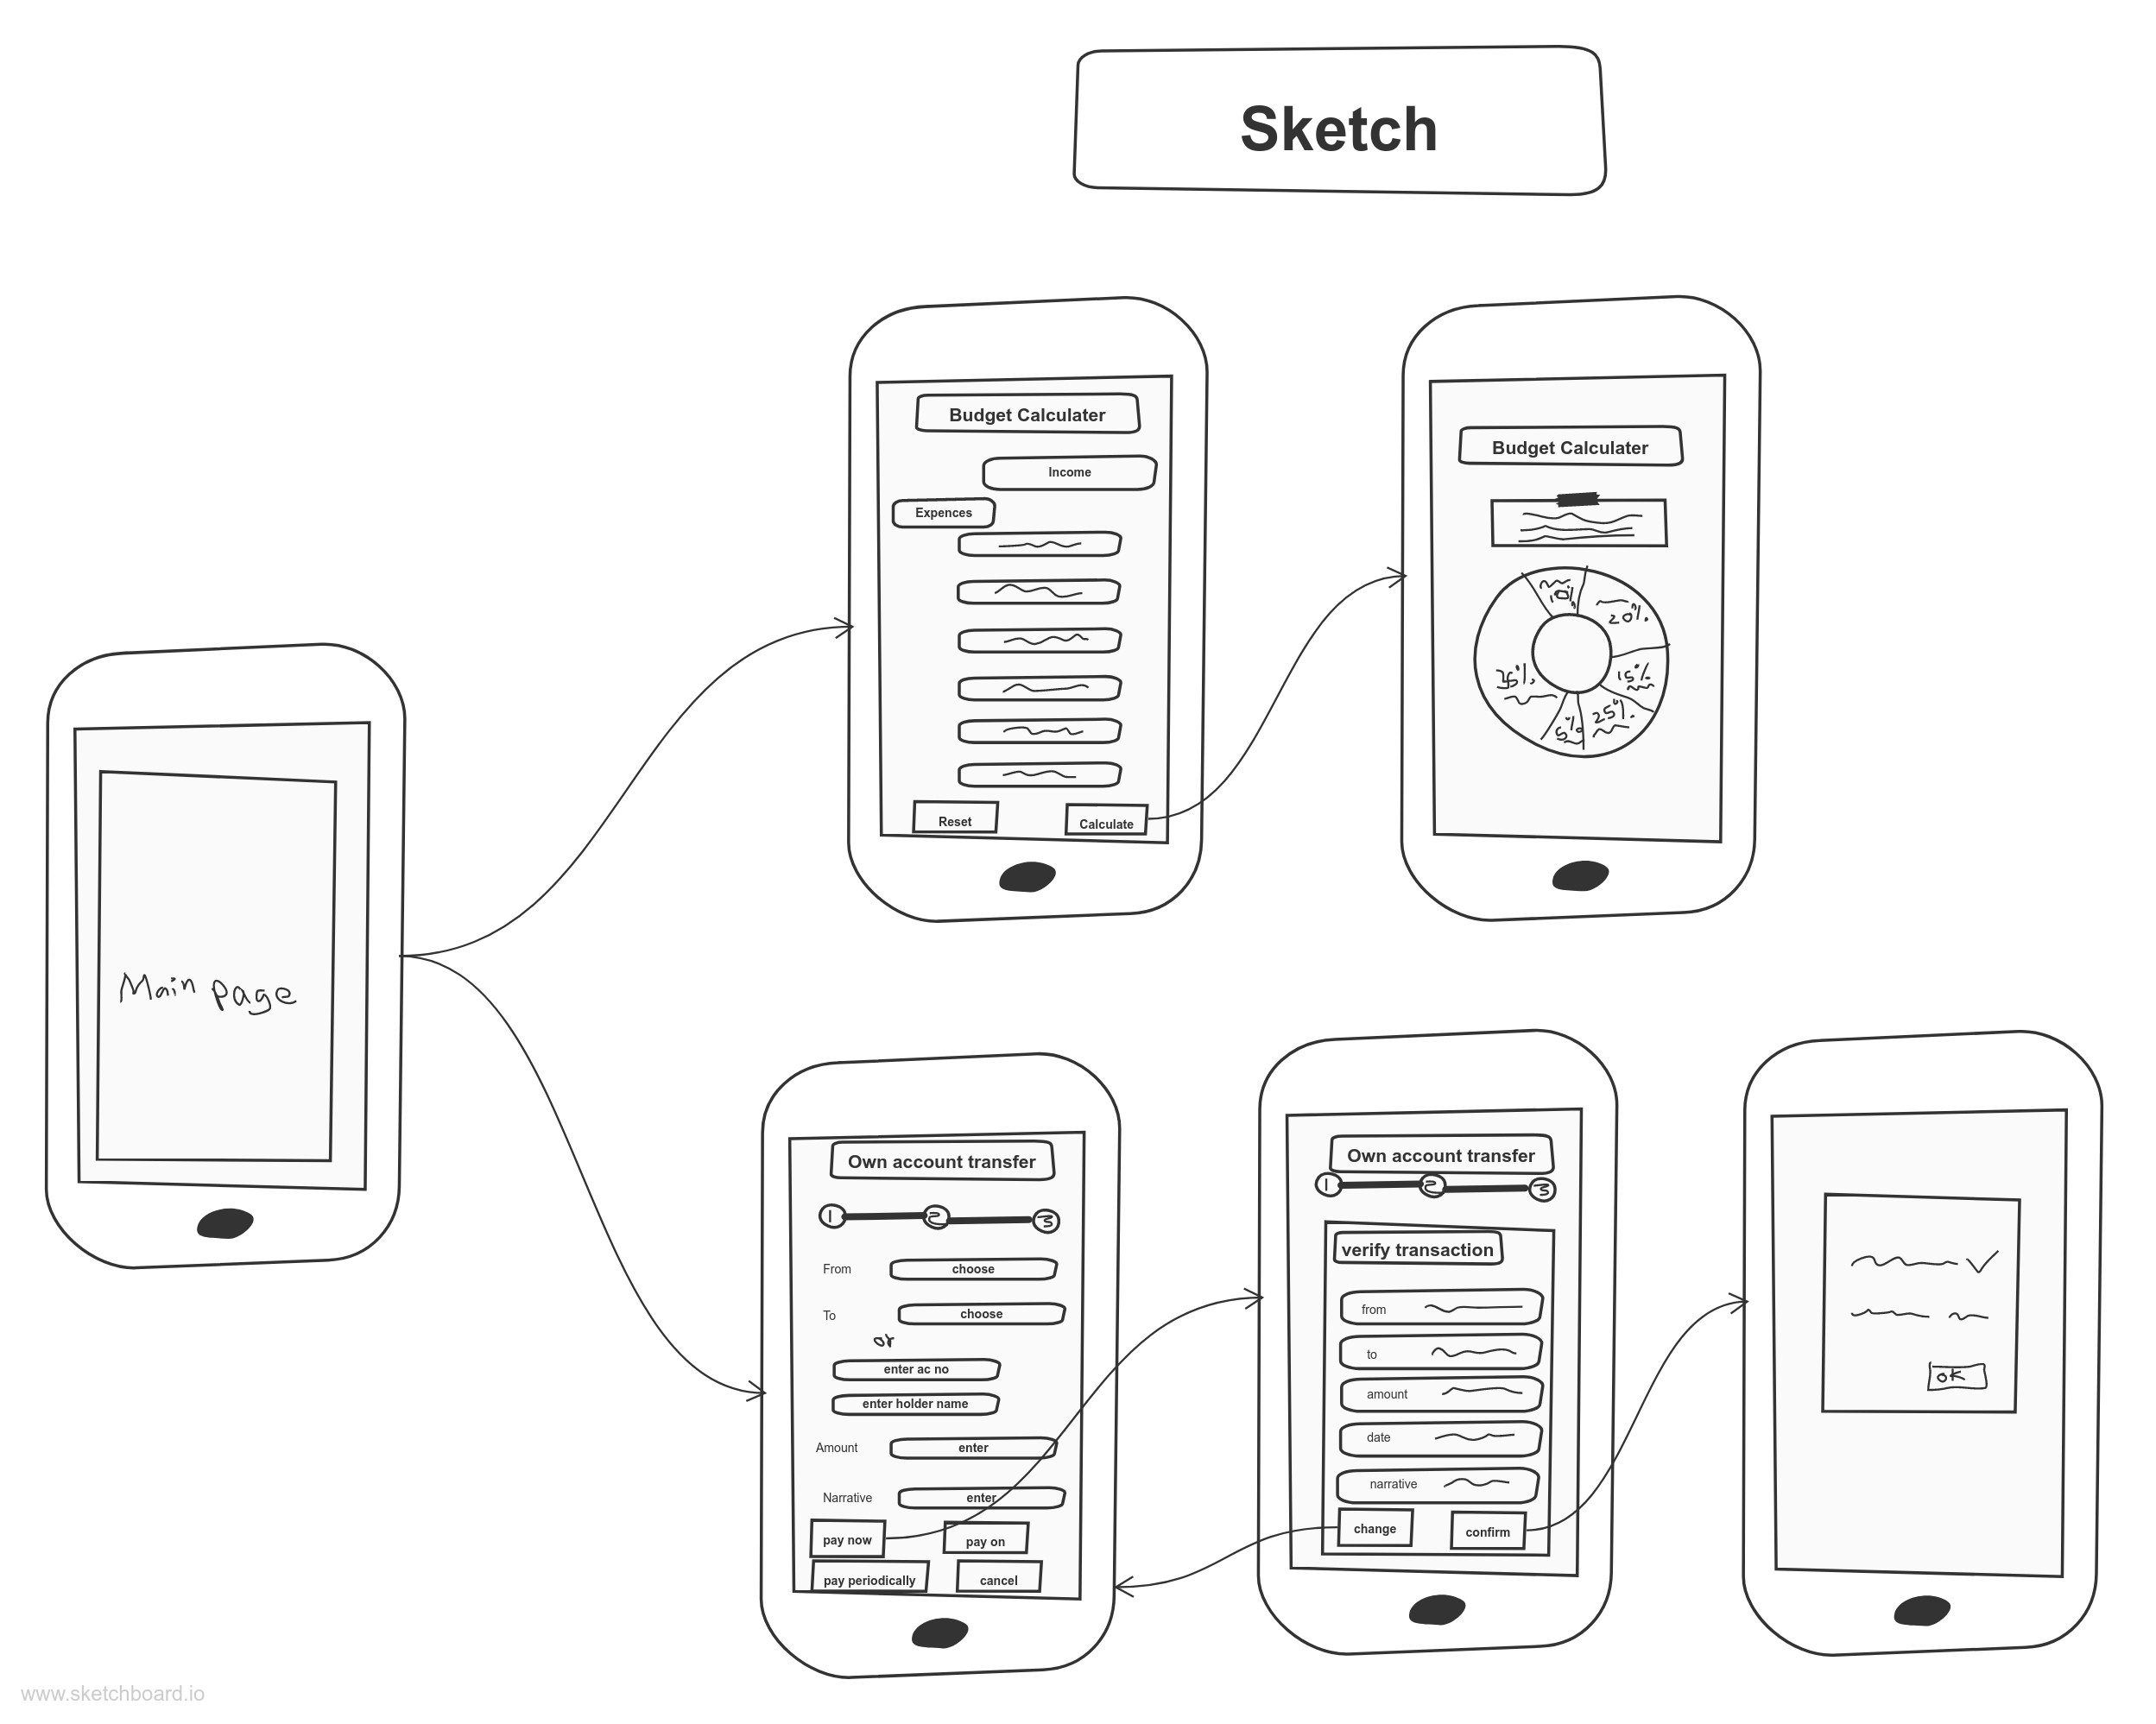 Sketch
Budget Calculater
Income
Expences
Reset
Calculate
Budget Calculater
10%
20%.
15%.
25%.
5%
Main page
Own account transfer
1 2 3
From choose
To choose
or
enter ac no
enter holder name
Amount enter
Narrative enter
pay now pay on
pay periodically cancel
Own account transfer
1 2 3
verify transaction
from
to
amount
date
narrative
change confirm
OK
www.sketchboard.io